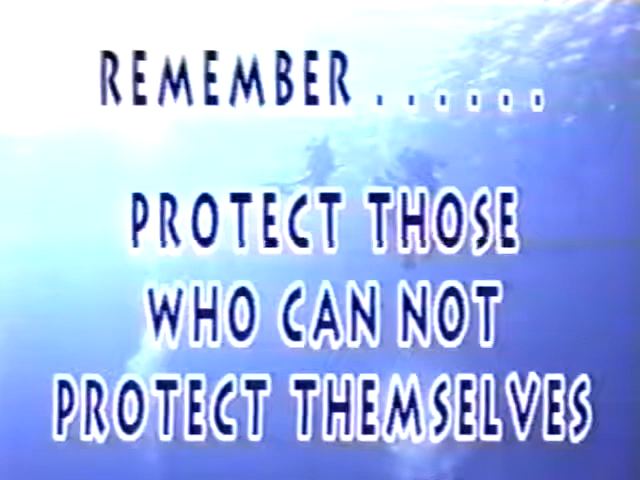 REMEMBER ......
PROTECT THOSE
WHO CAN NOT
PROTECT THEMSELVES